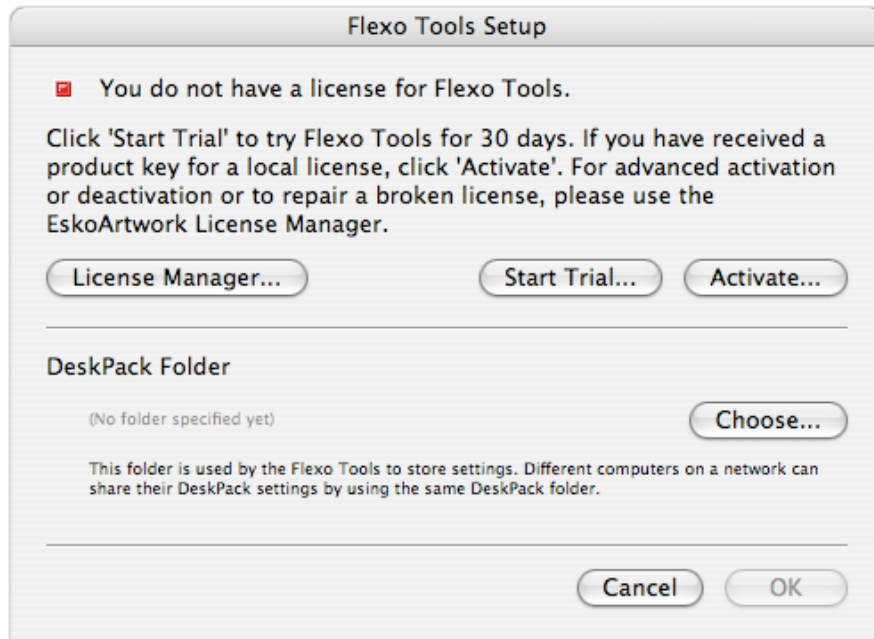 Flexo Tools Setup
You do not have a license for Flexo Tools.
Click 'Start Trial' to try Flexo Tools for 30 days. If you have received a
product key for a local license, click 'Activate'. For advanced activation
or deactivation or to repair a broken license, please use the
EskoArtwork License Manager.
License Manager...
Start Trial...
Activate...
DeskPack Folder
(No folder specified yet)
Choose...
This folder is used by the Flexo Tools to store settings. Different computers on a network can
share their DeskPack settings by using the same DeskPack folder.
Cancel
OK